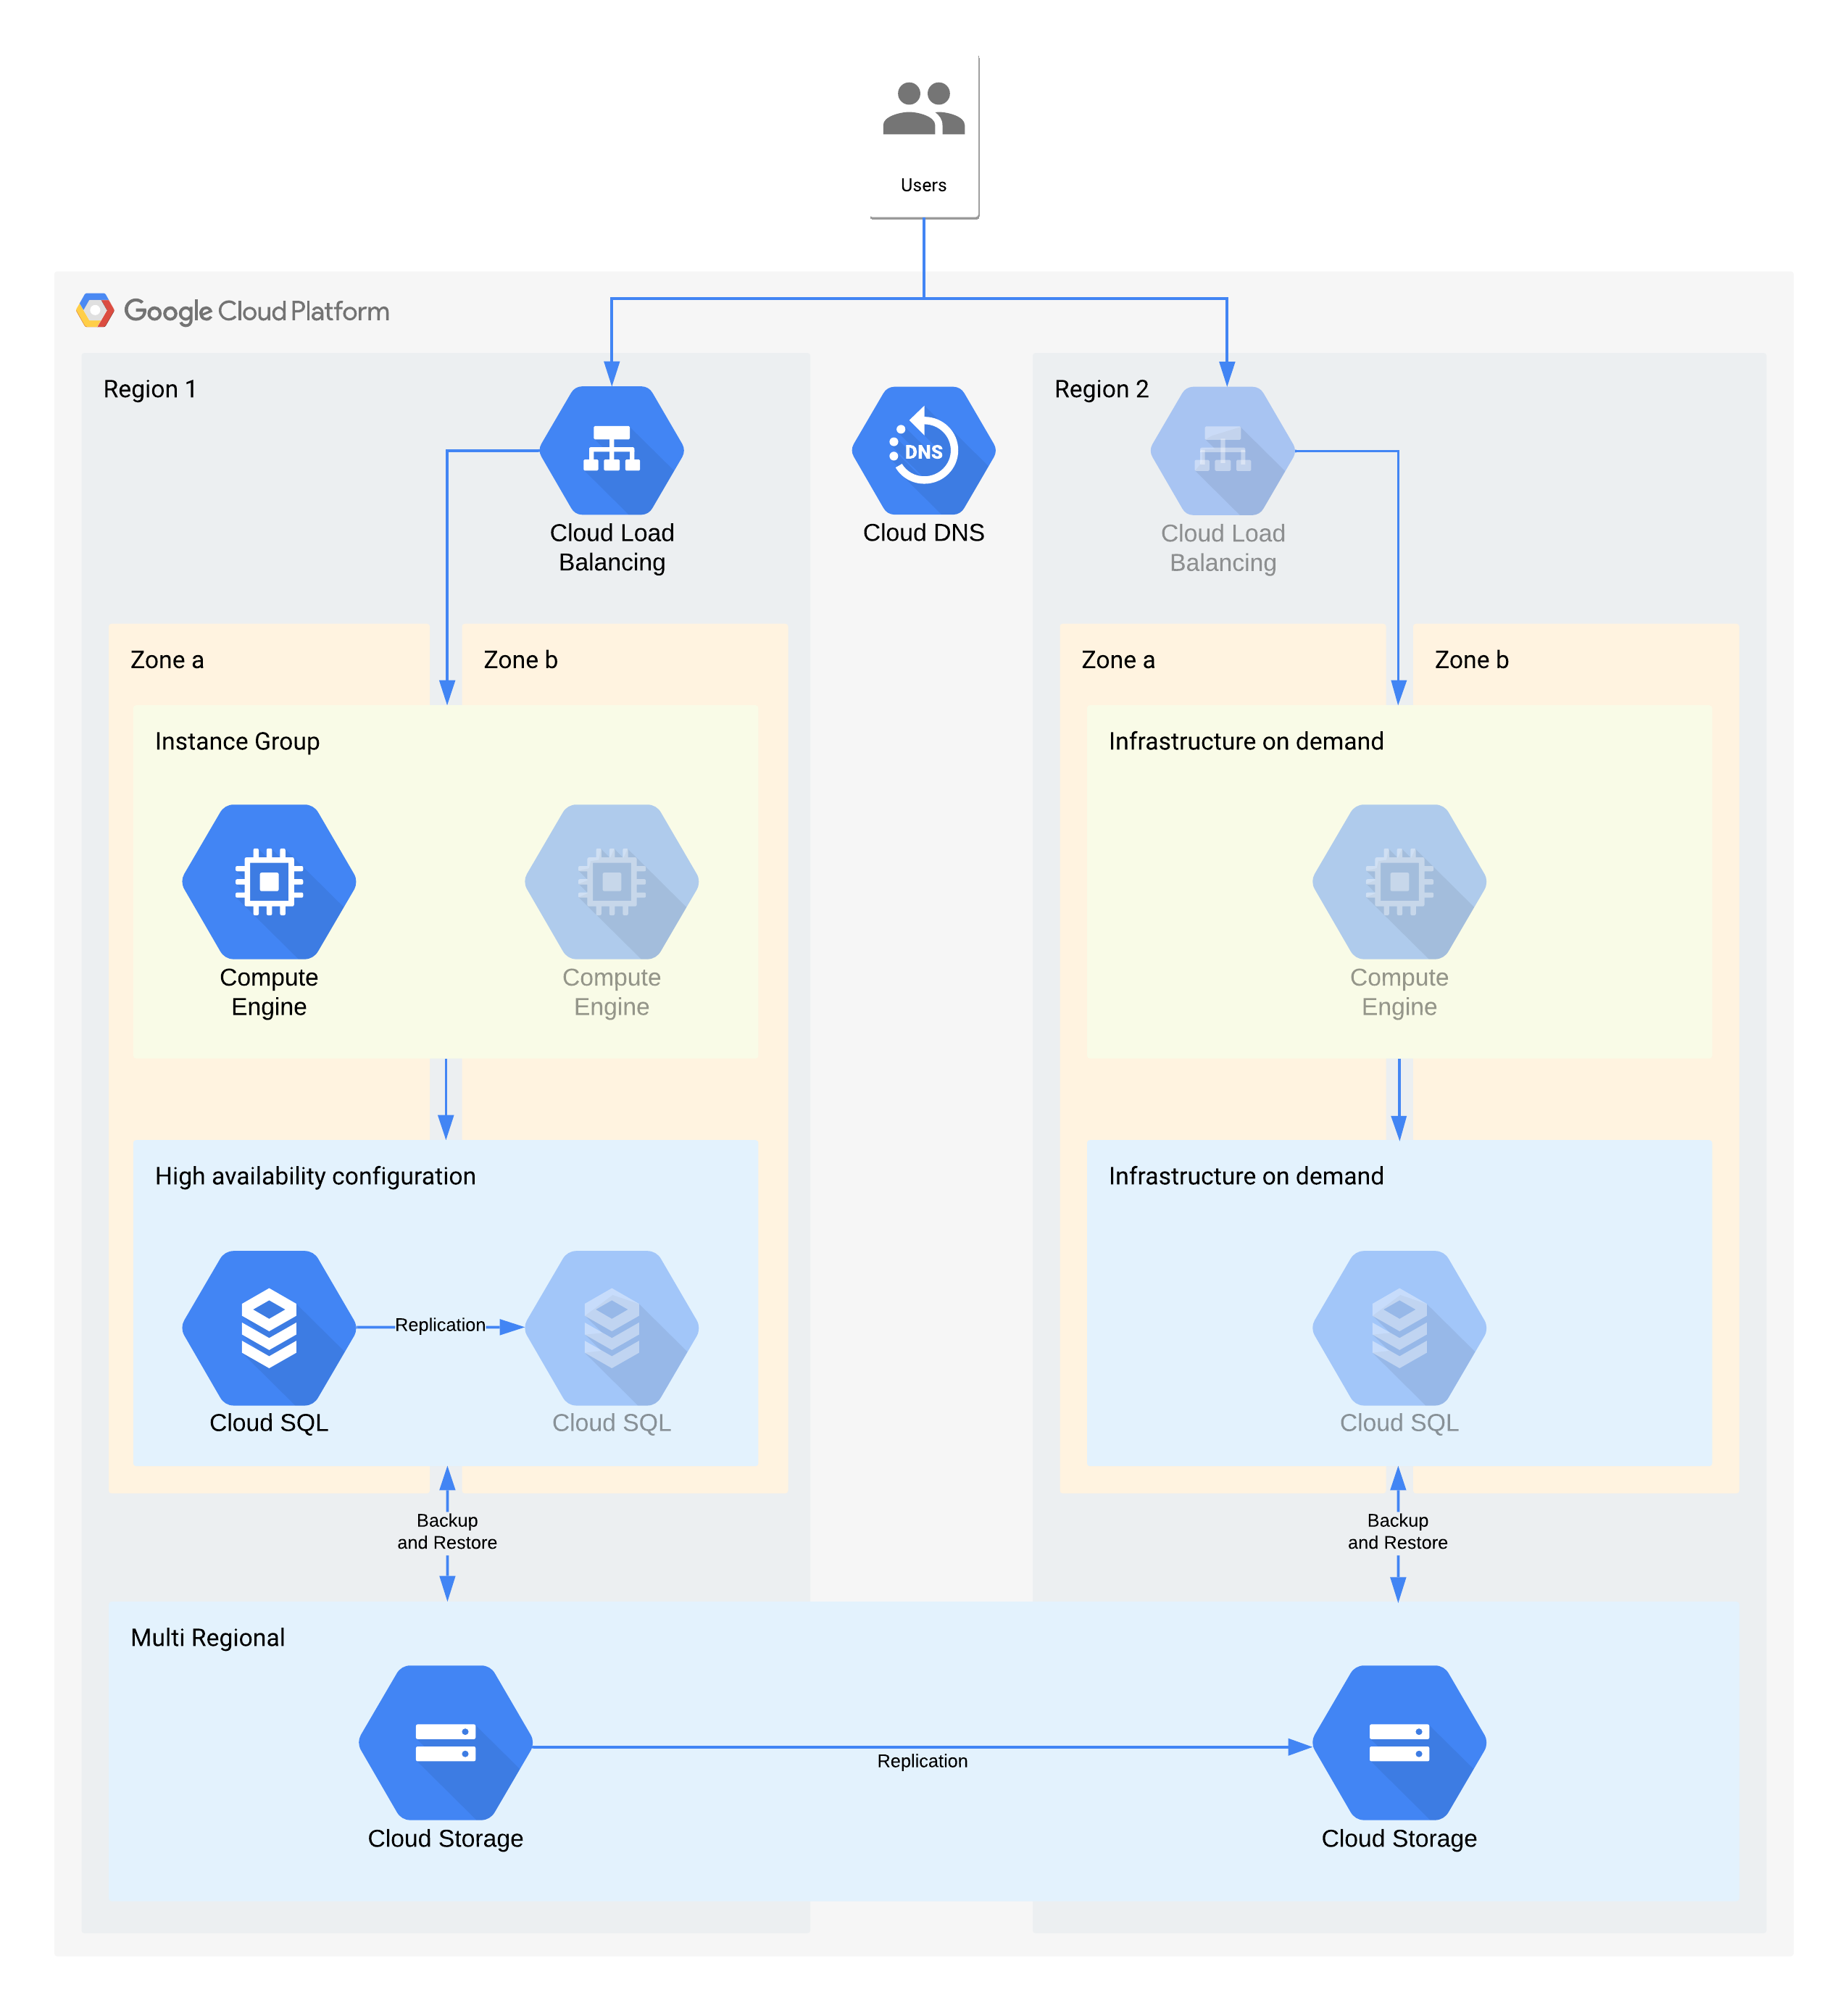 Users
Google Cloud Platform
Region 1
Cloud Load
Balancing
DNS
Cloud DNS
Region 2
Cloud Load
Balancing
Zone a
Zone b
Instance Group
Compute
Engine
Compute
Engine
High availability configuration
Cloud SQL
Replication
Cloud SQL
Backup
and Restore
Zone a
Zone b
Infrastructure on demand
Compute
Engine
Infrastructure on demand
Cloud SQL
Backup
and Restore
Multi Regional
Cloud Storage
Replication
Cloud Storage